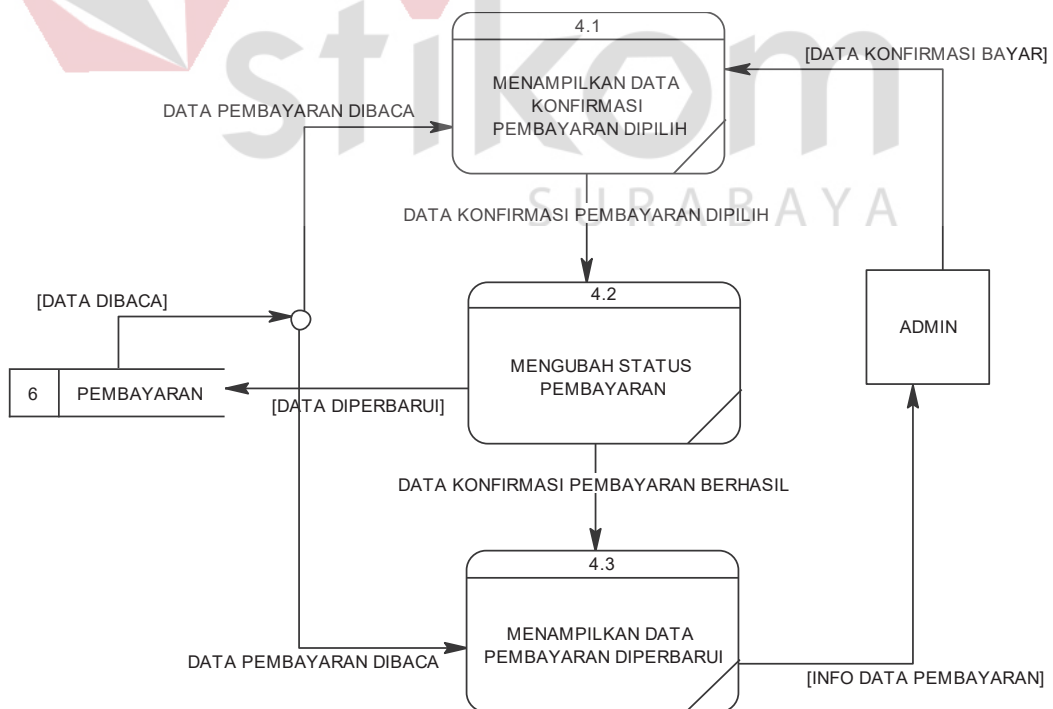 stikom
SURABAYA
4.1
MENAMPILKAN DATA
KONFIRMASI
PEMBAYARAN DIPILIH
[DATA KONFIRMASI BAYAR]
DATA PEMBAYARAN DIBACA
DATA KONFIRMASI PEMBAYARAN DIPILIH
4.2
MENGUBAH STATUS
PEMBAYARAN
ADMIN
[DATA DIBACA]
6 PEMBAYARAN
[DATA DIPERBARUI]
DATA KONFIRMASI PEMBAYARAN BERHASIL
4.3
MENAMPILKAN DATA
PEMBAYARAN DIPERBARUI
DATA PEMBAYARAN DIBACA
[INFO DATA PEMBAYARAN]